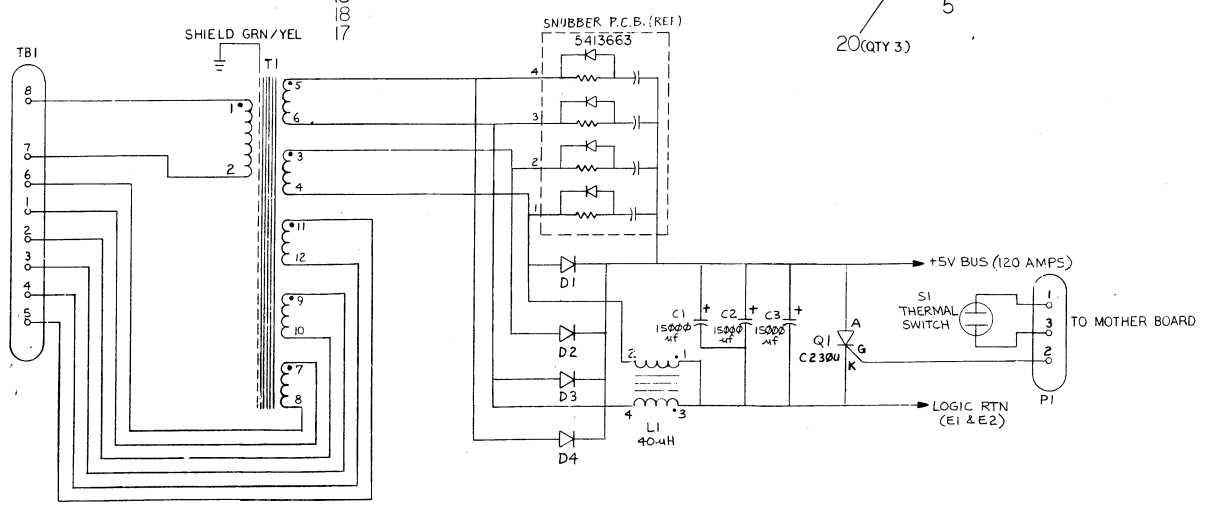 18
17
SNUBBER P.C.B. (REF)
5413663
5
20 (QTY 3)
SHIELD GRN/YEL
TB1
T1
8
7
6
1
2
3
4
5
1
2
5
6
3
4
11
12
9
10
7
8
4
3
2
1
D1
D2
D3
D4
C1
15000
uf
C2
15000
uf
C3
15000
uf
2
1
4
3
L1
40uH
A
Q1
G
C230U
K
+5V BUS (120 AMPS)
S1
THERMAL
SWITCH
1
3
2
P1
TO MOTHER BOARD
LOGIC RTN
(E1 & E2)